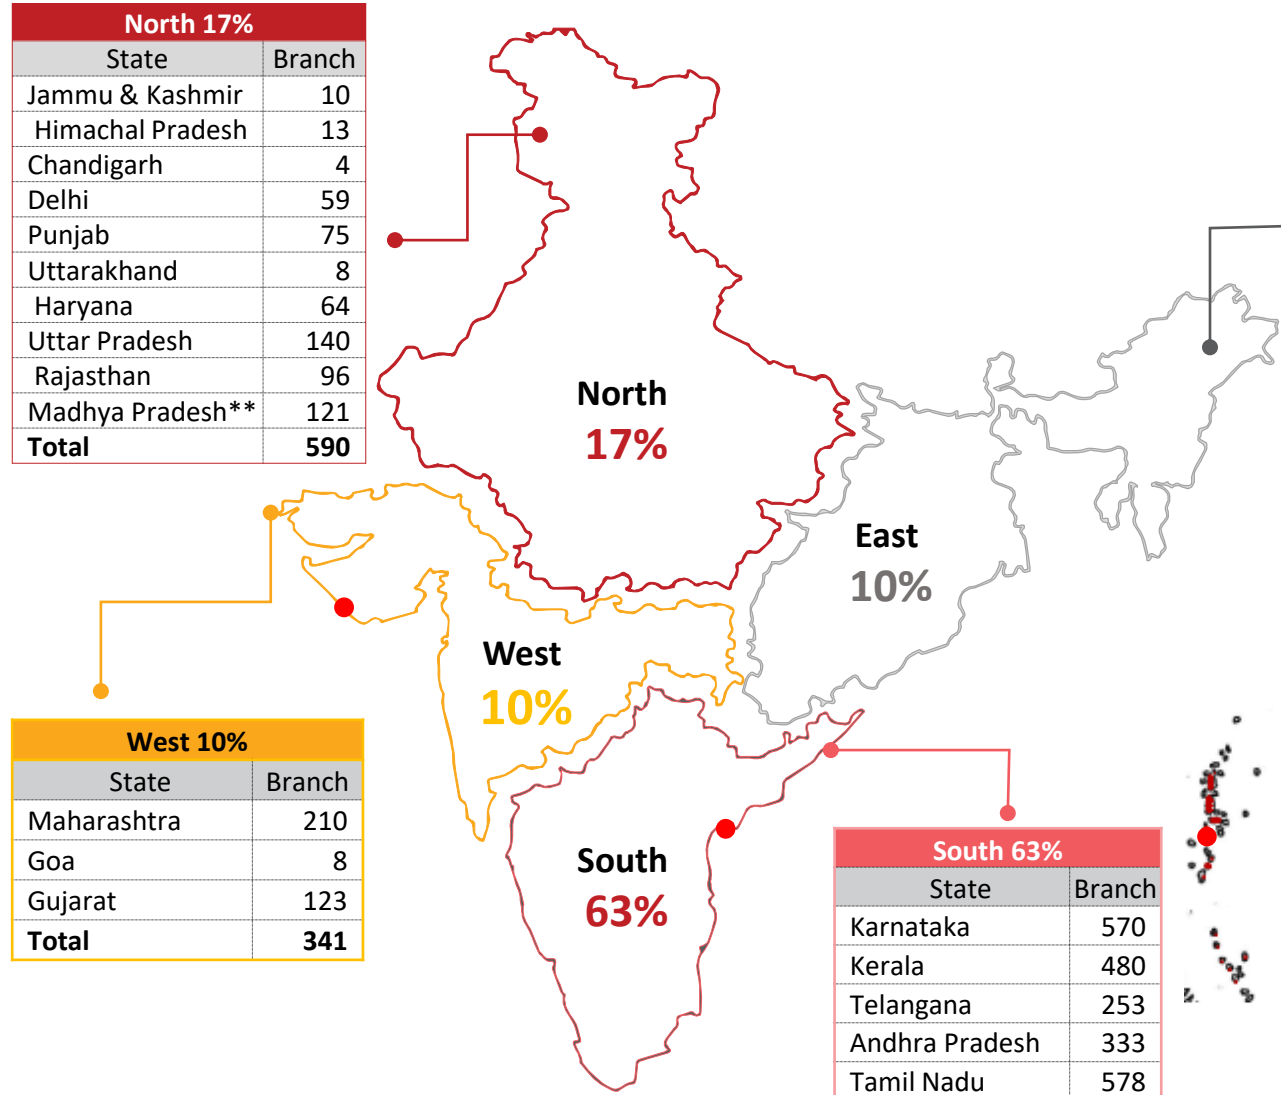 North 17%
State Branch
Jammu & Kashmir 10
Himachal Pradesh 13
Chandigarh 4
Delhi 59
Punjab 75
Uttarakhand 8
Haryana 64
Uttar Pradesh 140
Rajasthan 96
Madhya Pradesh** 121
Total 590
North
17%
East
10%
West
10%
South
63%
West 10%
State Branch
Maharashtra 210
Goa 8
Gujarat 123
Total 341
South 63%
State Branch
Karnataka 570
Kerala 480
Telangana 253
Andhra Pradesh 333
Tamil Nadu 578